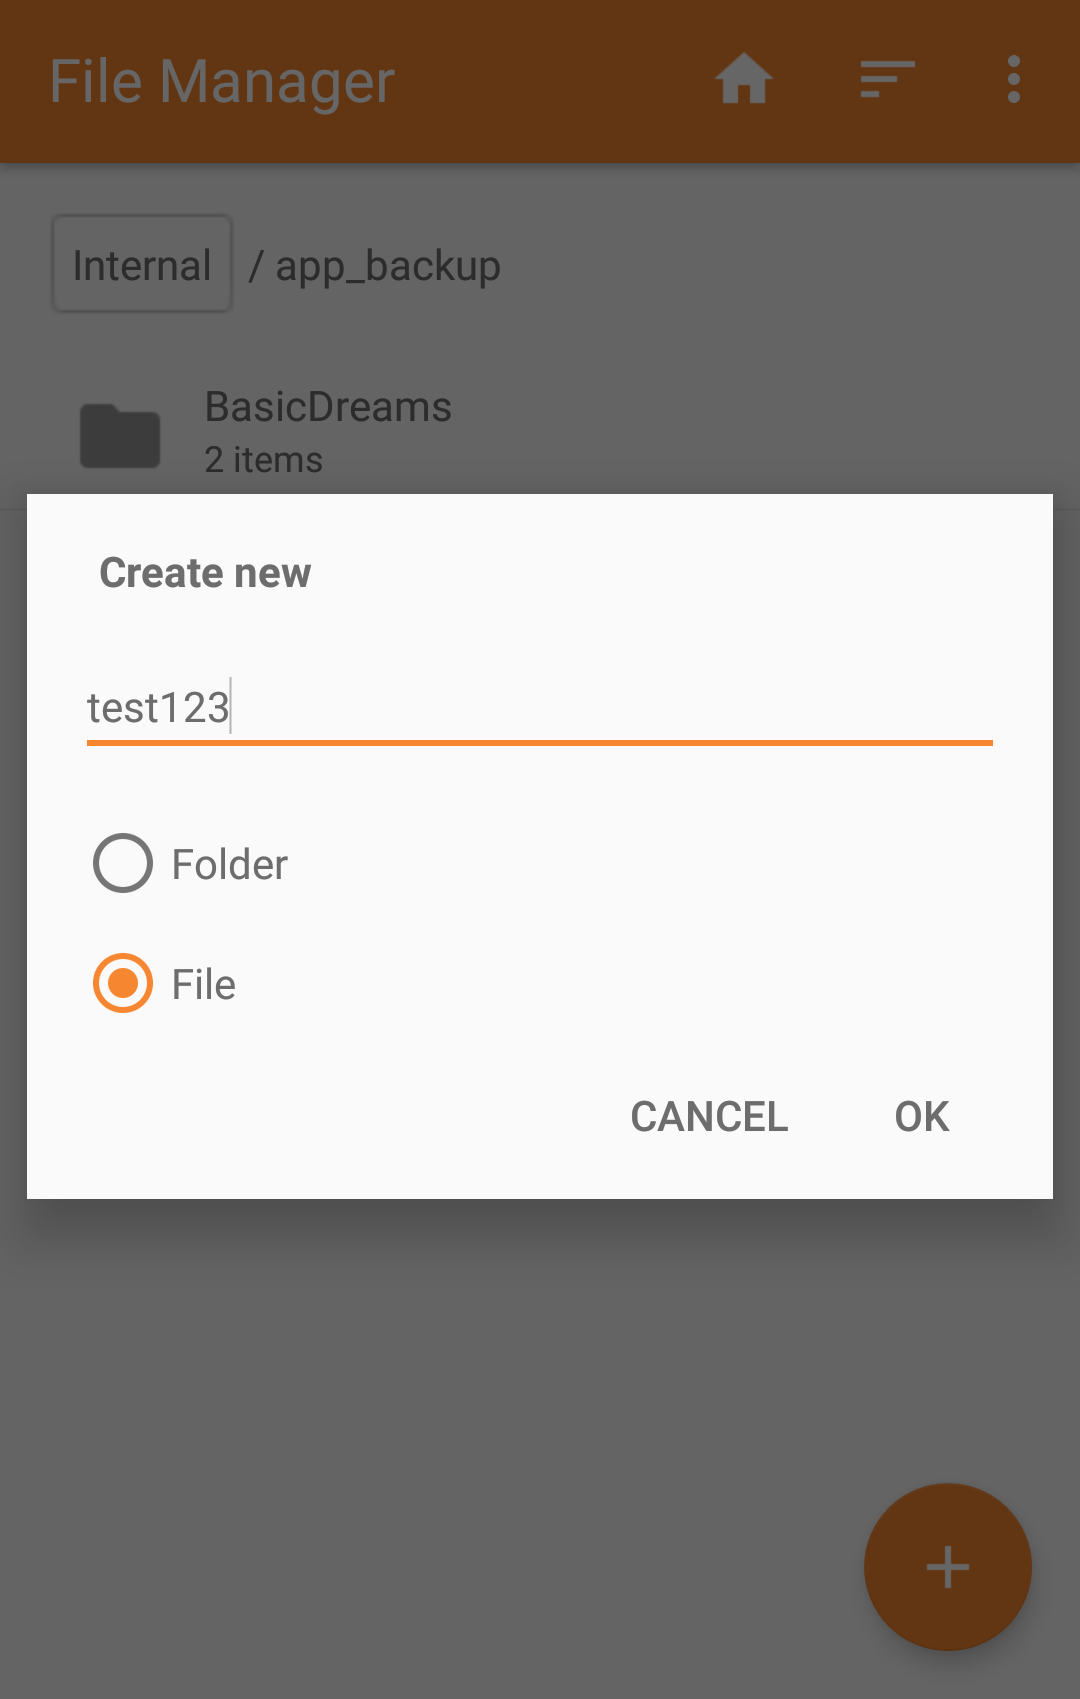 File Manager
Internal / app_backup
BasicDreams
2 items
Create new
test123
Folder
File
CANCEL OK